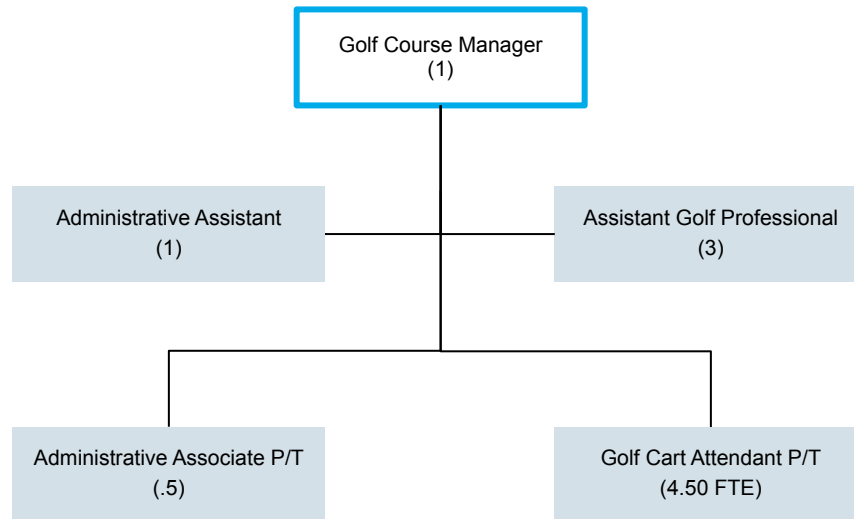 Golf Course Manager
(1)
Administrative Assistant
(1)
Assistant Golf Professional
(3)
Administrative Associate P/T
(.5)
Golf Cart Attendant P/T
(4.50 FTE)